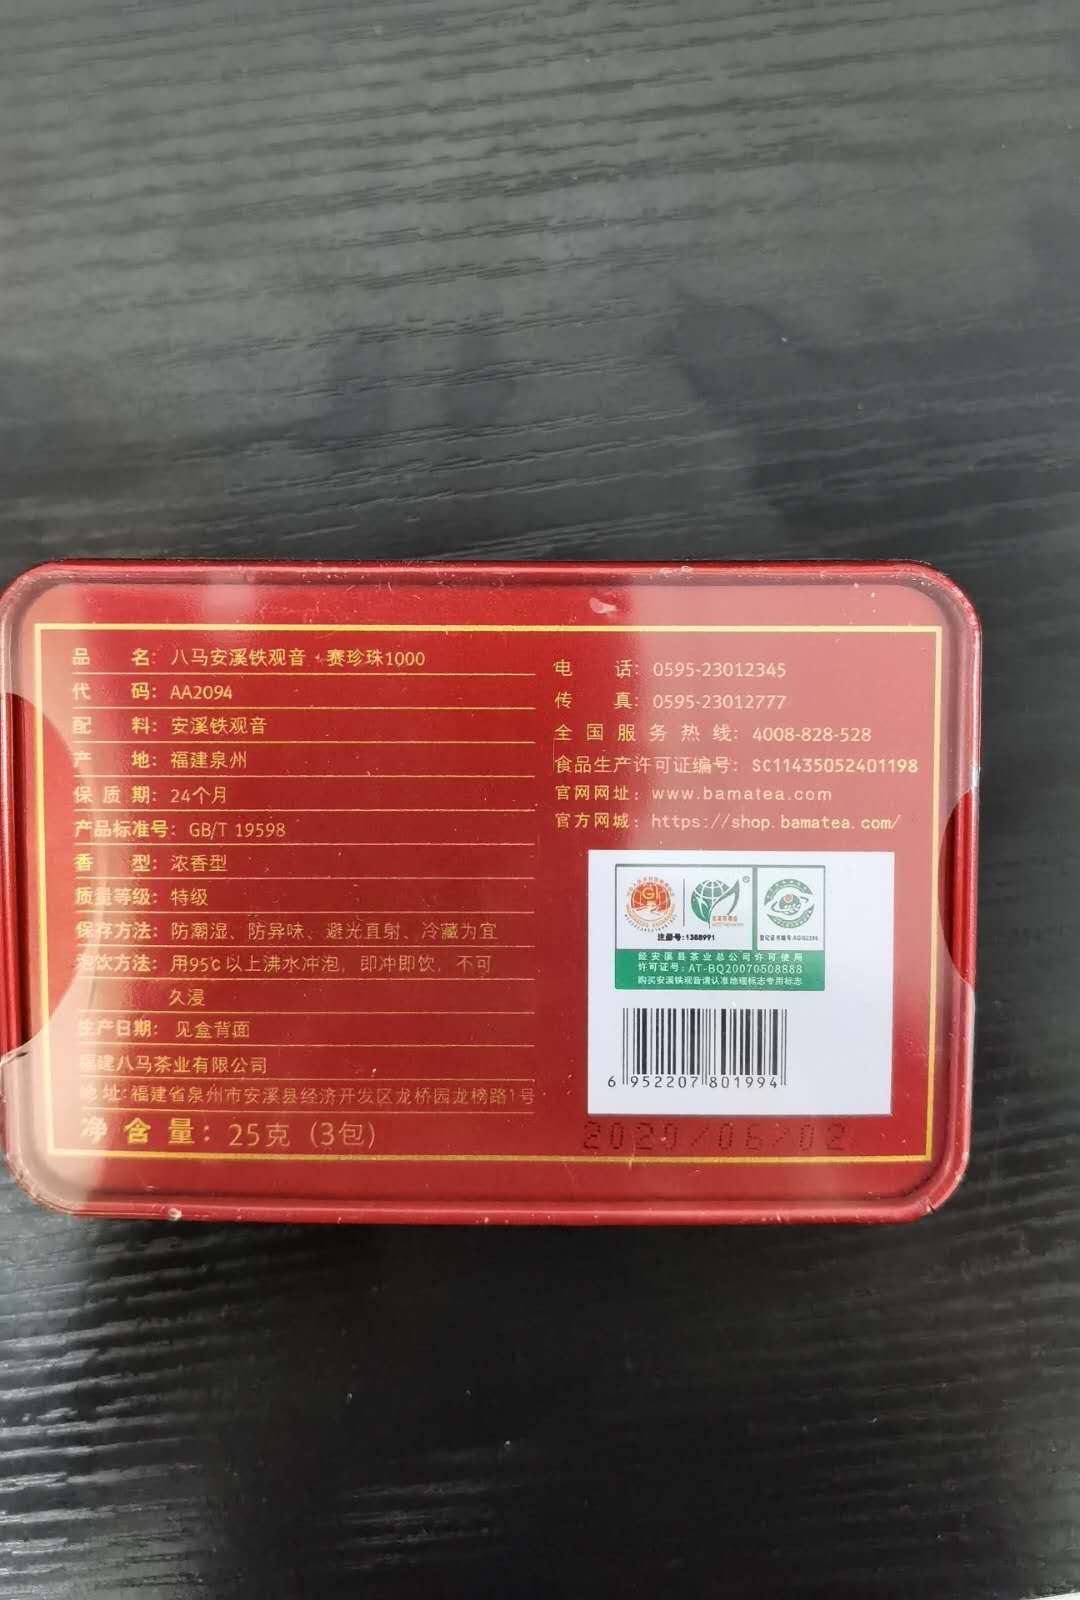 品名：八马安溪铁观音·赛珍珠1000
代码：AA2094
配料：安溪铁观音
产地：福建泉州
保质期：24个月
产品标准号：GB/T 19598
香型：浓香型
质量等级：特级
保存方法：防潮湿、防异味、避光直射、冷藏为宜
泡饮方法：用95℃以上沸水冲泡，即冲即饮，不可
久浸
生产日期：见盒背面
福建八马茶业有限公司
地址:福建省泉州市安溪县经济开发区龙桥园龙榜路1号
净含量：25克（3包）
电话：0595-23012345
传真：0595-23012777
全国服务热线：4008-828-528
食品生产许可证编号：SC11435052401198
官网网址：www.bamatea.com
官方网城：https://shop.bamatea.com/
GI
注册号:1388991
经安溪县茶业总公司许可使用
许可证号：AT-BQ20070508888
购买安溪铁观音请认准地理标志专用标志
6 952207 801994
2020/06/02